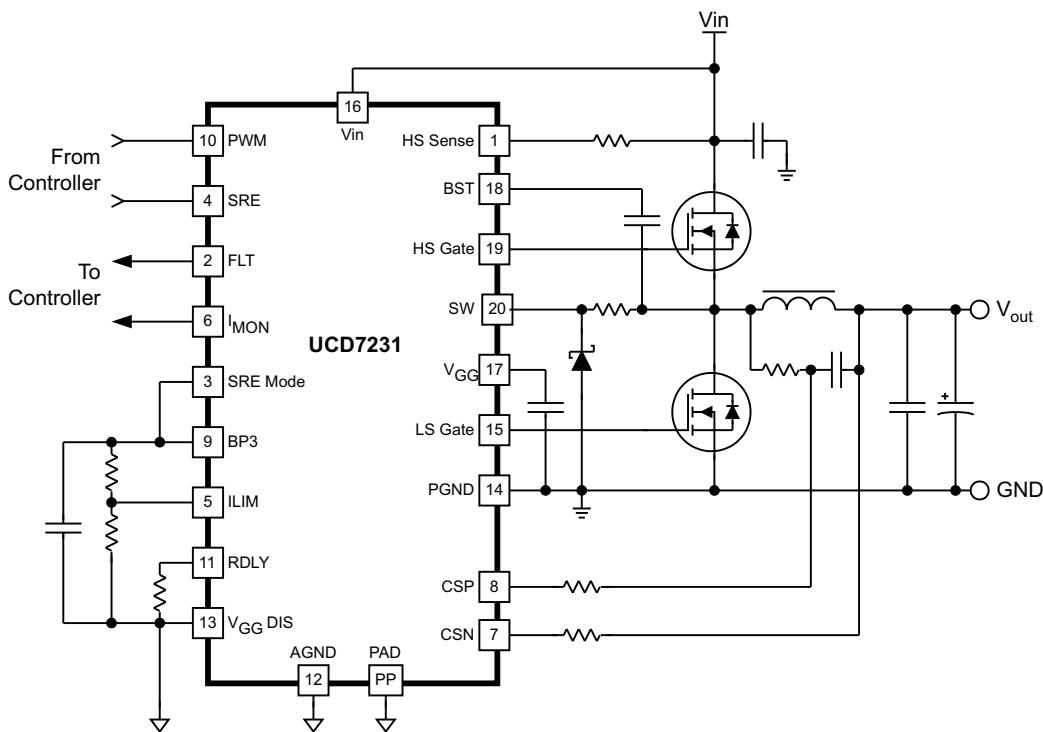 Vin
16
Vin
From
Controller
10 PWM
4 SRE
To
Controller
2 FLT
6 IMON
3 SRE Mode
9 BP3
5 ILIM
11 RDLY
13 VGG DIS
UCD7231
HS Sense 1
BST 18
HS Gate 19
SW 20
VGG 17
LS Gate 15
PGND 14
CSP 8
CSN 7
AGND
12
PAD
PP
Vout
+
GND